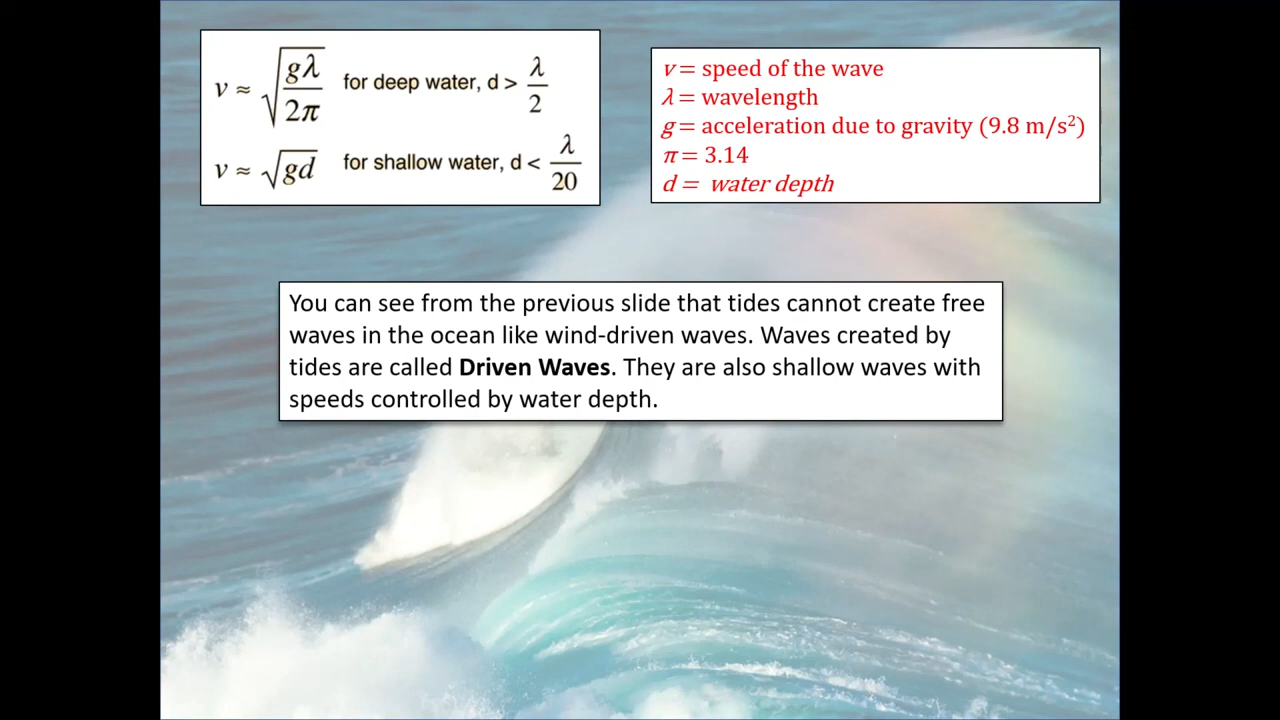 v ≈ √(gλ/2π) for deep water, d > λ/2
v ≈ √gd for shallow water, d < λ/20
v = speed of the wave
λ = wavelength
g = acceleration due to gravity (9.8 m/s²)
π = 3.14
d = water depth
You can see from the previous slide that tides cannot create free
waves in the ocean like wind-driven waves. Waves created by
tides are called Driven Waves. They are also shallow waves with
speeds controlled by water depth.